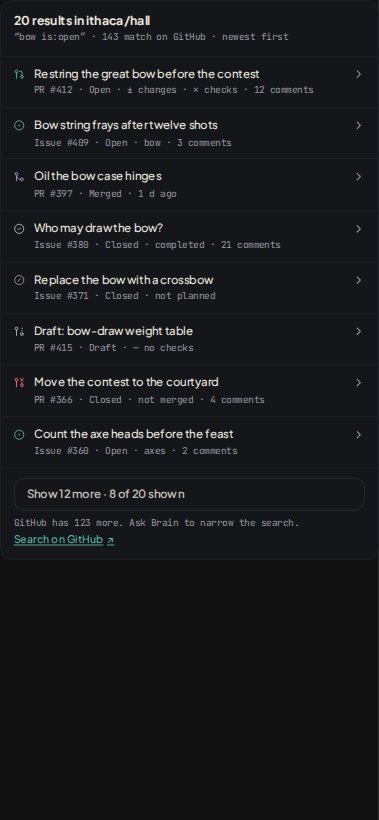 20 results in ithaca/hall
"bow is:open" · 143 match on GitHub · newest first
Restring the great bow before the contest
PR #412 · Open · ± changes · × checks · 12 comments
Bow string frays after twelve shots
Issue #409 · Open · bow · 3 comments
Oil the bow case hinges
PR #397 · Merged · 1 d ago
Who may draw the bow?
Issue #380 · Closed · completed · 21 comments
Replace the bow with a crossbow
Issue #371 · Closed · not planned
Draft: bow-draw weight table
PR #415 · Draft · — no checks
Move the contest to the courtyard
PR #366 · Closed · not merged · 4 comments
Count the axe heads before the feast
Issue #360 · Open · axes · 2 comments
Show 12 more · 8 of 20 shown
GitHub has 123 more. Ask Brain to narrow the search.
Search on GitHub ↗